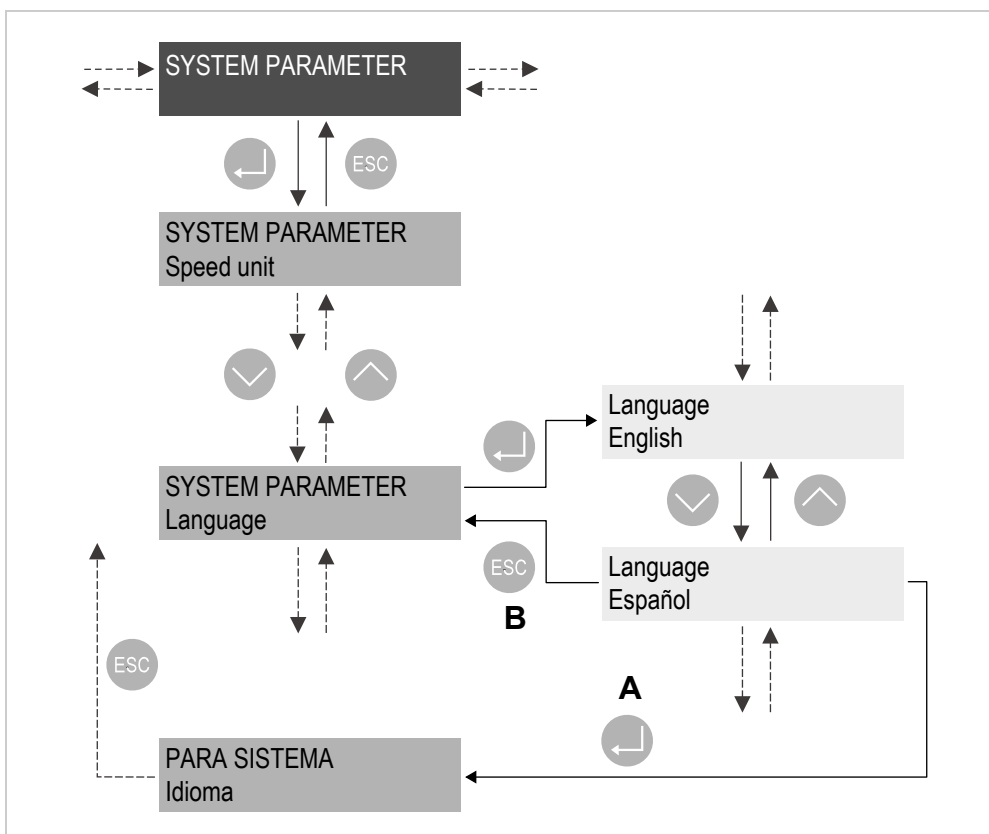 SYSTEM PARAMETER
ESC
SYSTEM PARAMETER
Speed unit
Language
English
SYSTEM PARAMETER
Language
ESC
B
Language
Español
ESC
A
PARA SISTEMA
Idioma